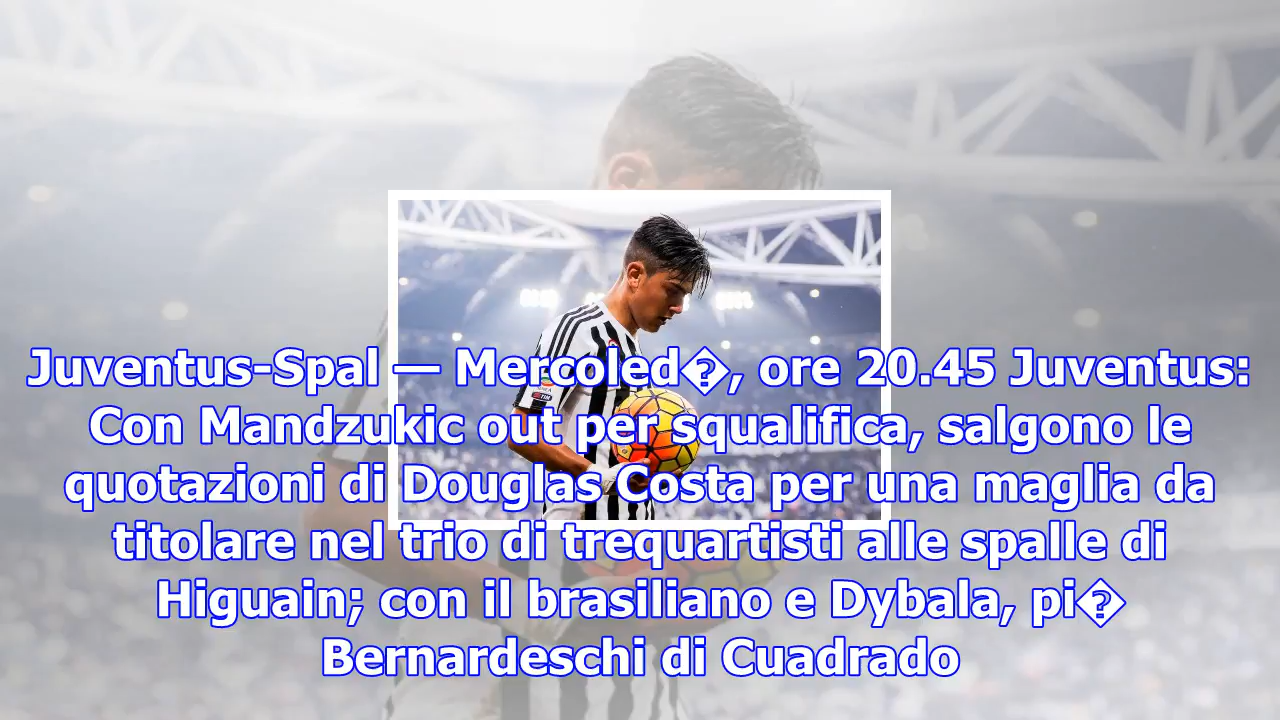 Juventus-Spal — Mercoled�, ore 20.45 Juventus:
Con Mandzukic out per squalifica, salgono le
quotazioni di Douglas Costa per una maglia da
titolare nel trio di trequartisti alle spalle di
Higuain; con il brasiliano e Dybala, pi�
Bernardeschi di Cuadrado
TIM